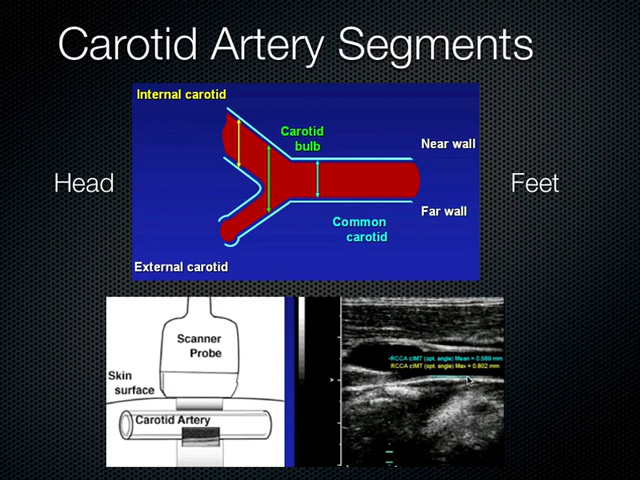 Carotid Artery Segments
Internal carotid
Carotid
bulb
Near wall
Head
Feet
Far wall
Common
carotid
External carotid
Scanner
Probe
Skin
surface
Carotid Artery
RCCA cIMT (opt. angle) Mean = 0.589 mm
RCCA cIMT (opt. angle) Max = 0.802 mm